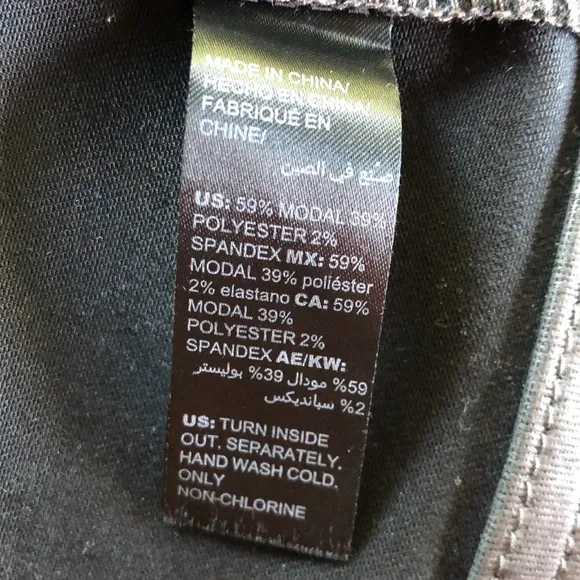 MADE IN CHINA/
HECHO EN CHINA/
FABRIQUÉ EN
CHINE/
صنع في الصين
US: 59% MODAL 39%
POLYESTER 2%
SPANDEX MX: 59%
MODAL 39% poliéster
2% elastano CA: 59%
MODAL 39%
POLYESTER 2%
SPANDEX AE/KW:
59% مودال 39% بوليستر
2% سباندیکس
US: TURN INSIDE
OUT. SEPARATELY.
HAND WASH COLD.
ONLY
NON-CHLORINE